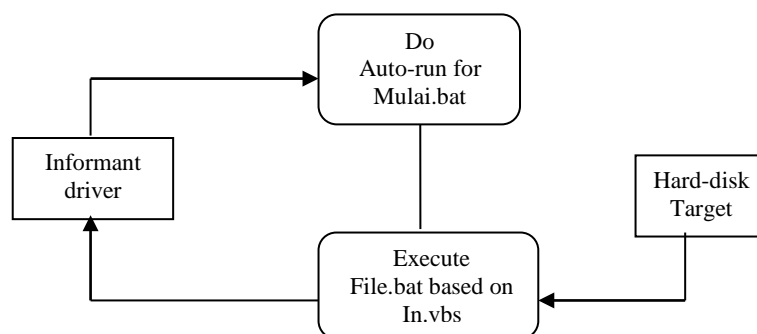 Do
Auto-run for
Mulai.bat
Informant
driver
Hard-disk
Target
Execute
File.bat based on
In.vbs